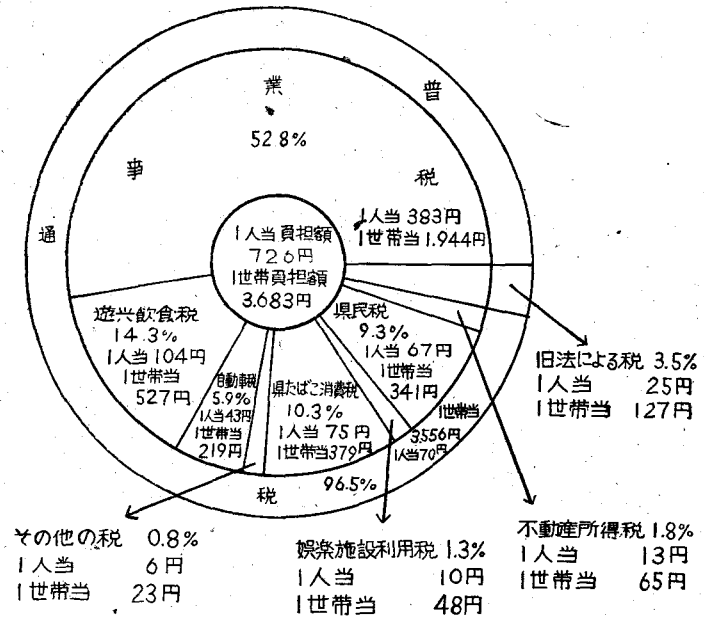 普通税 96.5%
1世帯当
3,556円
1人当70円
事業税
52.8%
1人当 383円
1世帯当 1.944円
1人当負担額
726円
1世帯負担額
3.683円
遊興飲食税
14.3%
1人当 104円
1世帯当
527円
自動車税
5.9%
1人当43円
1世帯当
219円
県たばこ消費税
10.3%
1人当 75円
1世帯当379円
県民税
9.3%
1人当 67円
1世帯当
341円
旧法による税 3.5%
1人当 25円
1世帯当 127円
不動産所得税 1.8%
1人当 13円
1世帯当 65円
娯楽施設利用税 1.3%
1人当 10円
1世帯当 48円
その他の税 0.8%
1人当 6円
1世帯当 23円